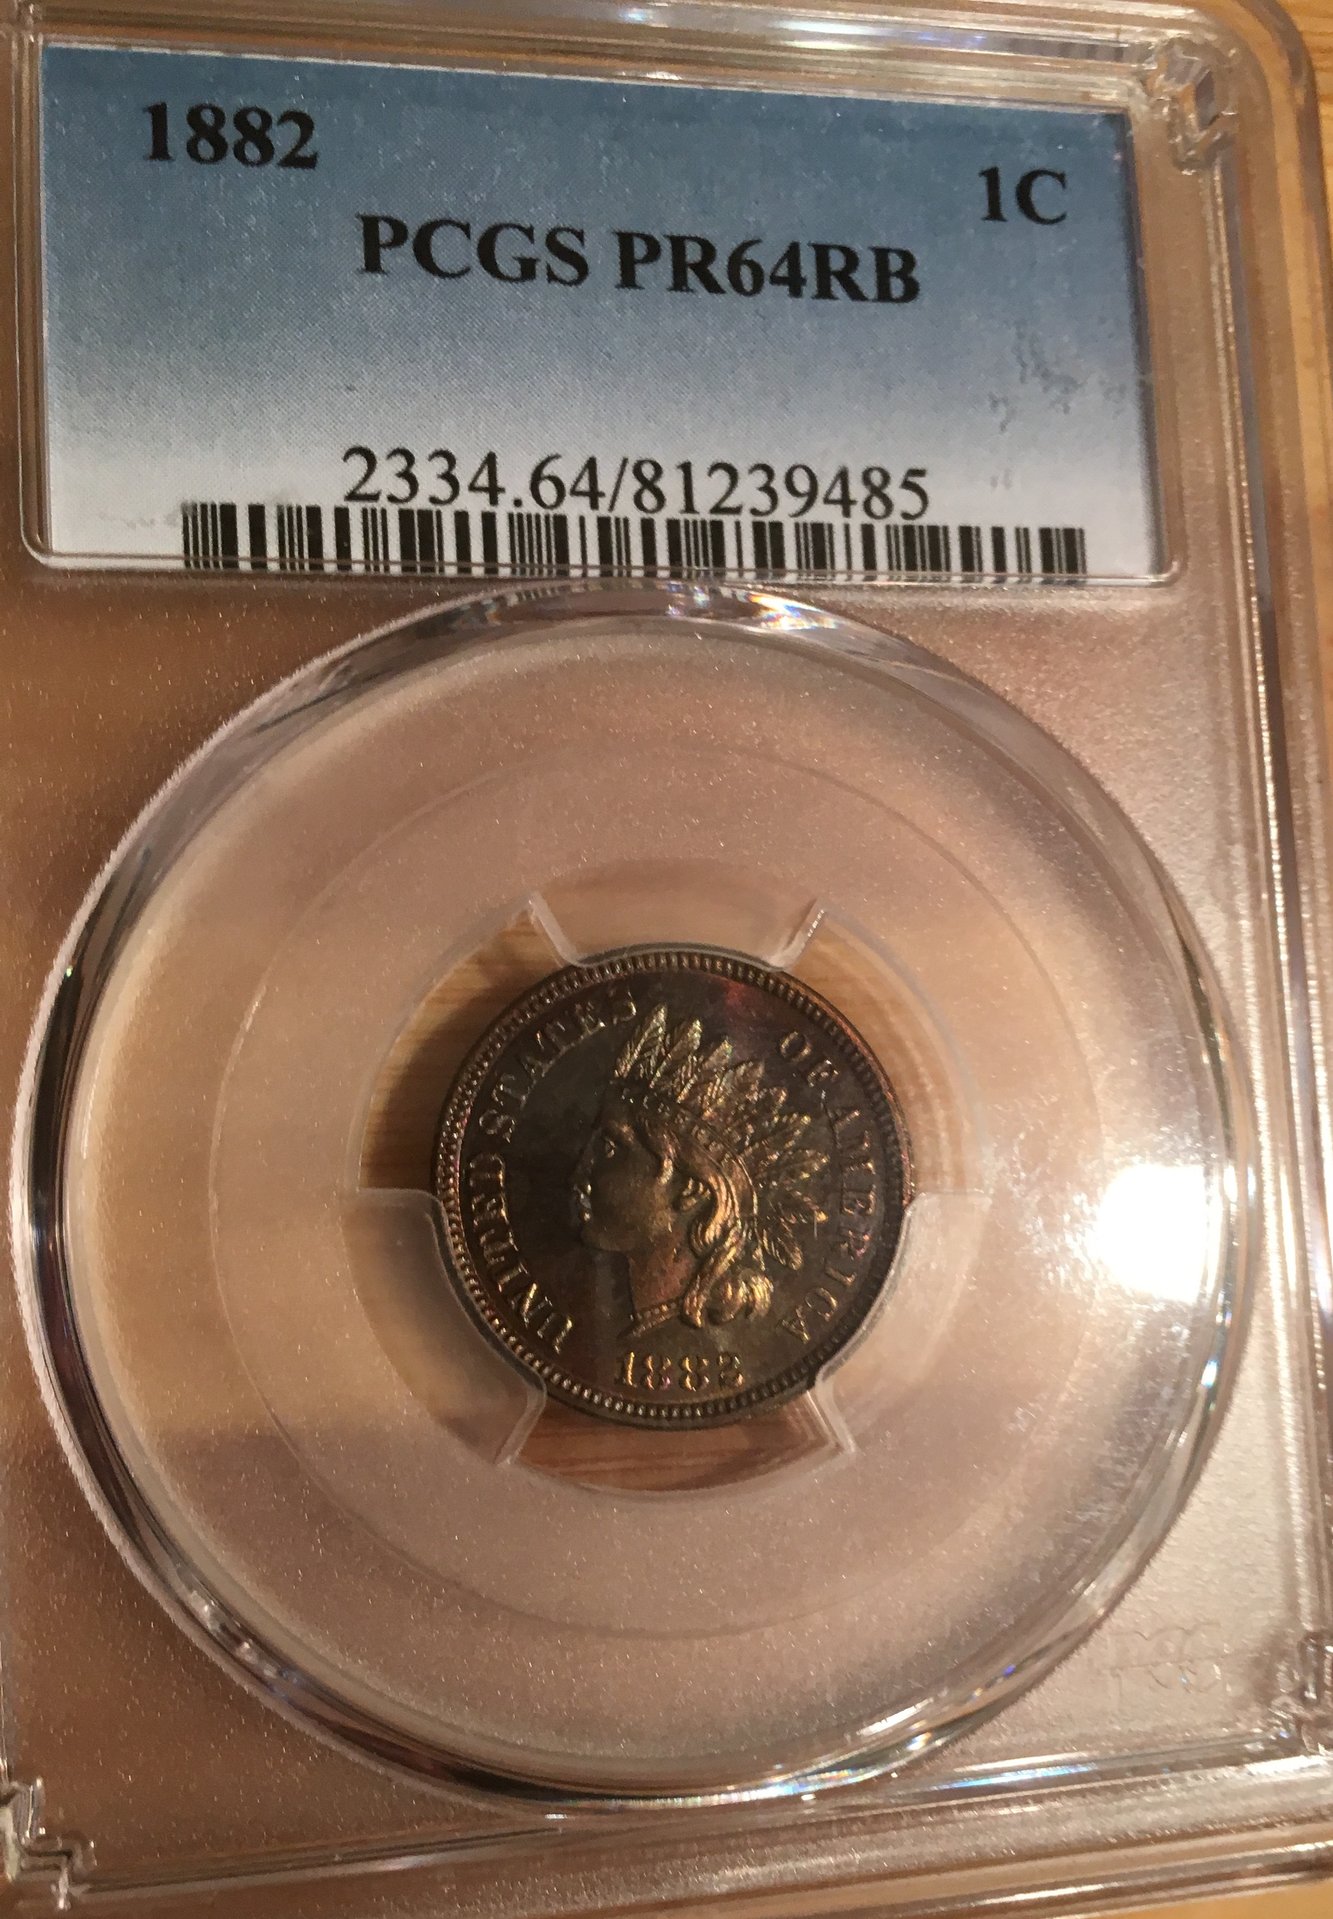 1882
1C
PCGS PR64RB
2334.64/81239485
UNITED STATES OF AMERICA
1882